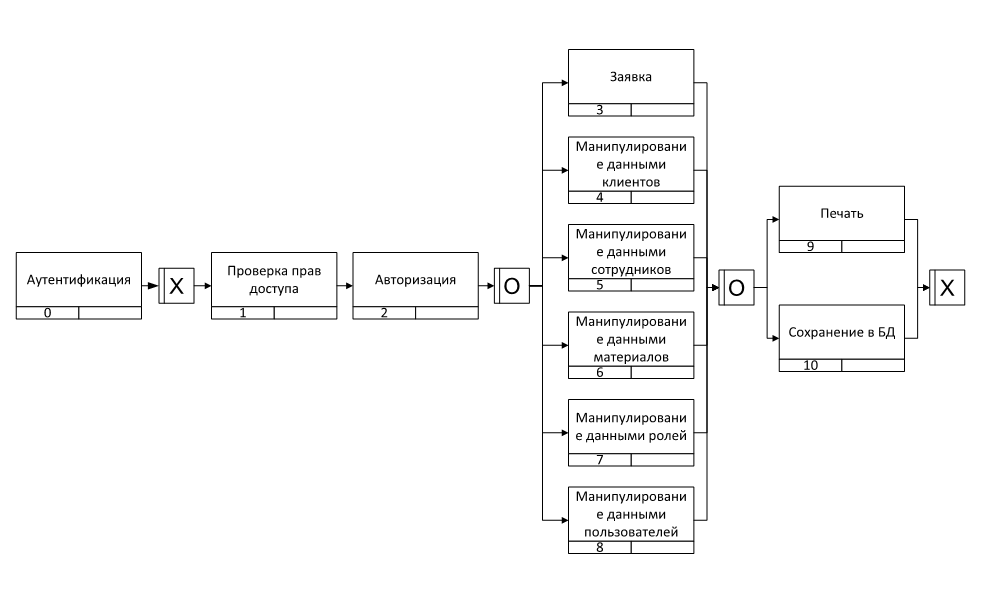 Аутентификация
0
X
Проверка прав
доступа
1
Авторизация
2
O
Заявка
3
Манипулировани
е данными
клиентов
4
Манипулировани
е данными
сотрудников
5
Манипулировани
е данными
материалов
6
Манипулировани
е данными ролей
7
Манипулировани
е данными
пользователей
8
O
Печать
9
Сохранение в БД
10
X